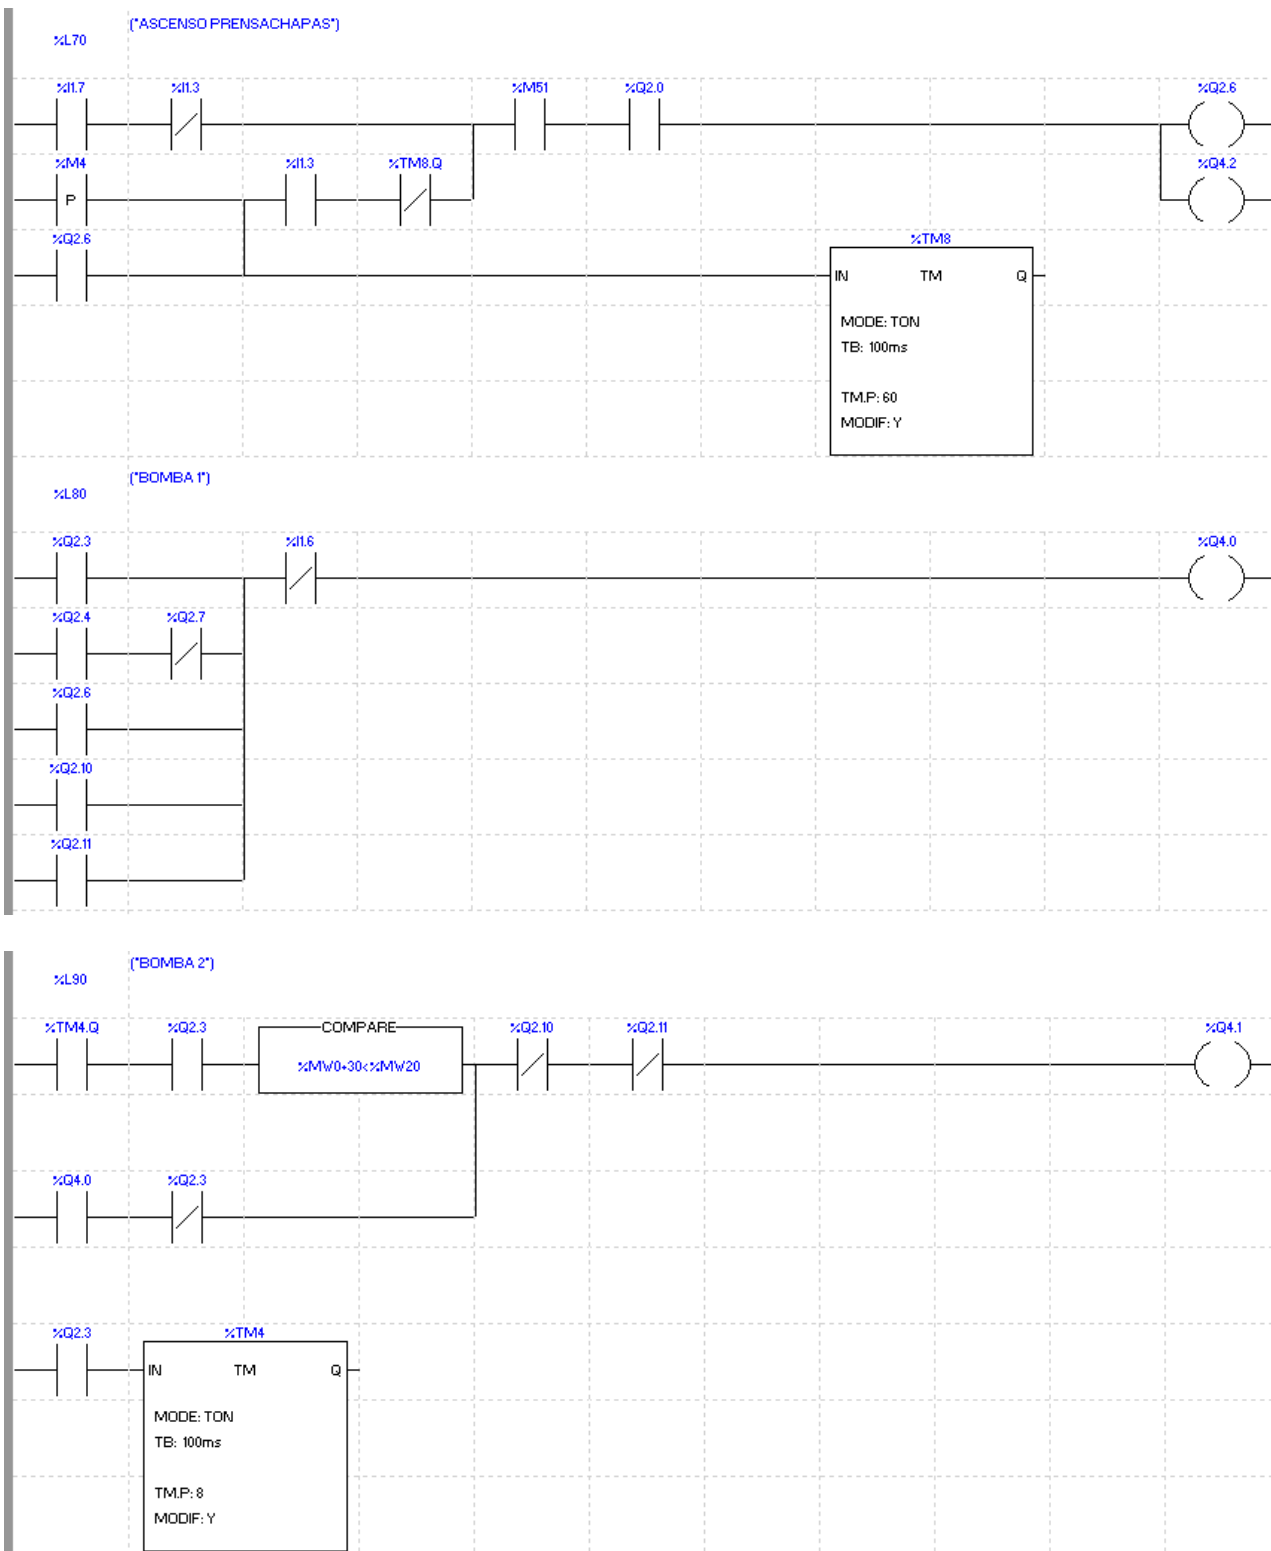 ("ASCENSO PRENSACHAPAS")
%L70
%I1.7 %I1.3 %M51 %Q2.0 %Q2.6
%M4 %I1.3 %TM8.Q %Q4.2
P
%Q2.6 %TM8
IN TM Q
MODE: TON
TB: 100ms
TM.P: 60
MODIF: Y
("BOMBA 1")
%L80
%Q2.3 %I1.6 %Q4.0
%Q2.4 %Q2.7
%Q2.6
%Q2.10
%Q2.11
("BOMBA 2")
%L90
%TM4.Q %Q2.3 COMPARE %Q2.10 %Q2.11 %Q4.1
%MW0+30<%MW20
%Q4.0 %Q2.3
%Q2.3 %TM4
IN TM Q
MODE: TON
TB: 100ms
TM.P: 8
MODIF: Y